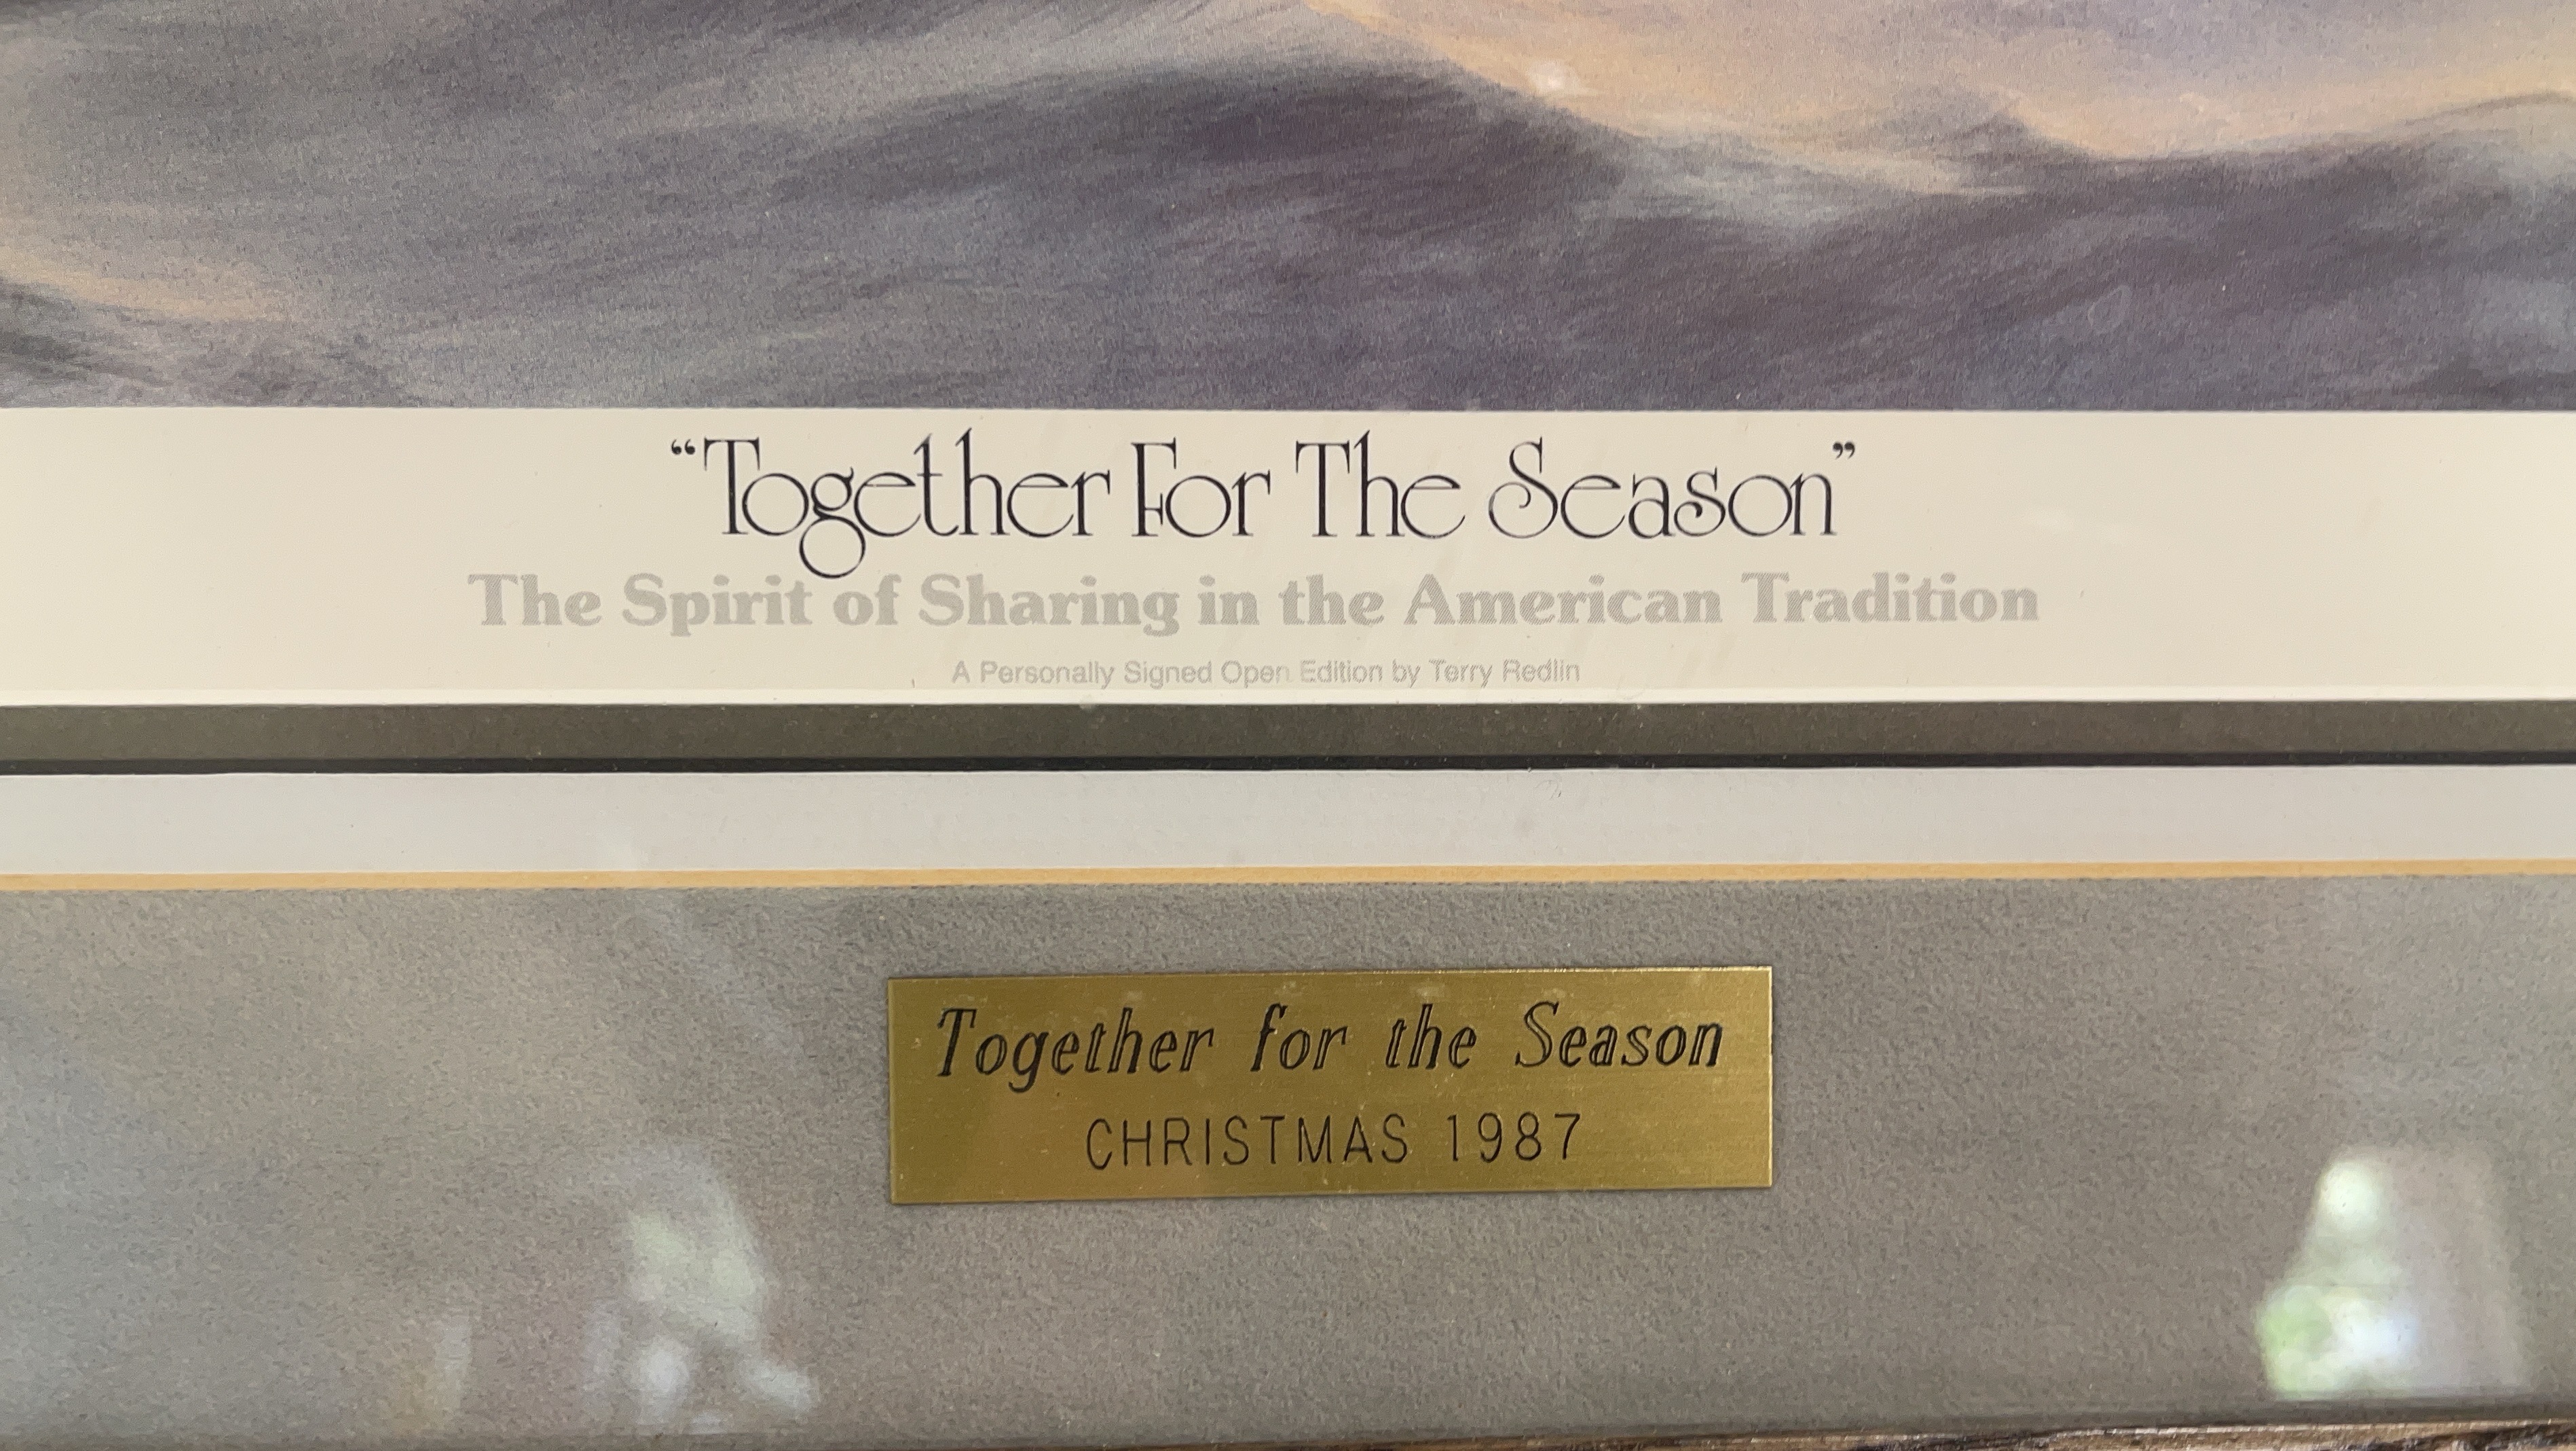 “Together For The Season”
The Spirit of Sharing in the American Tradition
A Personally Signed Open Edition by Terry Redlin
Together for the Season
CHRISTMAS 1987